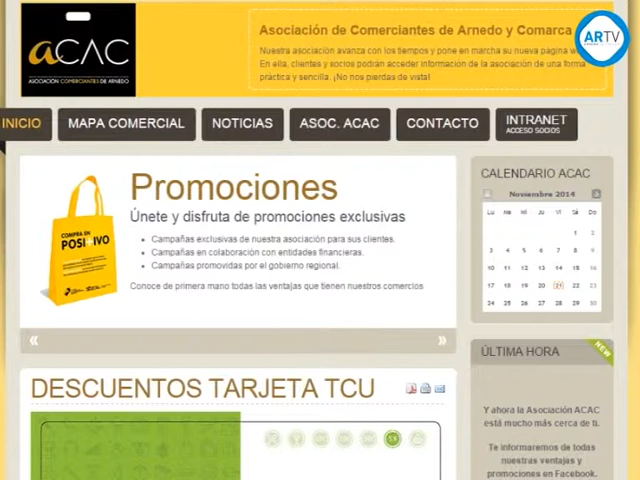 aCAC
ASOCIACIÓN COMERCIANTES DE ARNEDO
Asociación de Comerciantes de Arnedo y Comarca
Nuestra asociación avanza con los tiempos y pone en marcha su nueva página
En ella, clientes y socios podrán acceder informacion de la asociación de una forma
práctica y sencilla. ¡No nos pierdas de vista!
ARTV
INICIO
MAPA COMERCIAL
NOTICIAS
ASOC. ACAC
CONTACTO
INTRANET
ACCESO SOCIOS
COMPRA EN
POSITIVO
Promociones
Únete y disfruta de promociones exclusivas
• Campañas exclusivas de nuestra asociación para sus clientes.
• Campañas en colaboración con entidades financieras.
• Campañas promovidas por el gobierno regional.
Conoce de primera mano todas las ventajas que tienen nuestros comercios
« »
CALENDARIO ACAC
Noviembre 2014
Lu Ma Mi Ju Vi Sá Do
1 2
3 4 5 6 7 8 9
10 11 12 13 14 15 16
17 18 19 20 21 22 23
24 25 26 27 28 29 30
DESCUENTOS TARJETA TCU
ÚLTIMA HORA
NEW
Y ahora la Asociación ACAC
está mucho más cerca de ti.
Te informaremos de todas
nuestras ventajas y
promociones en Facebook.